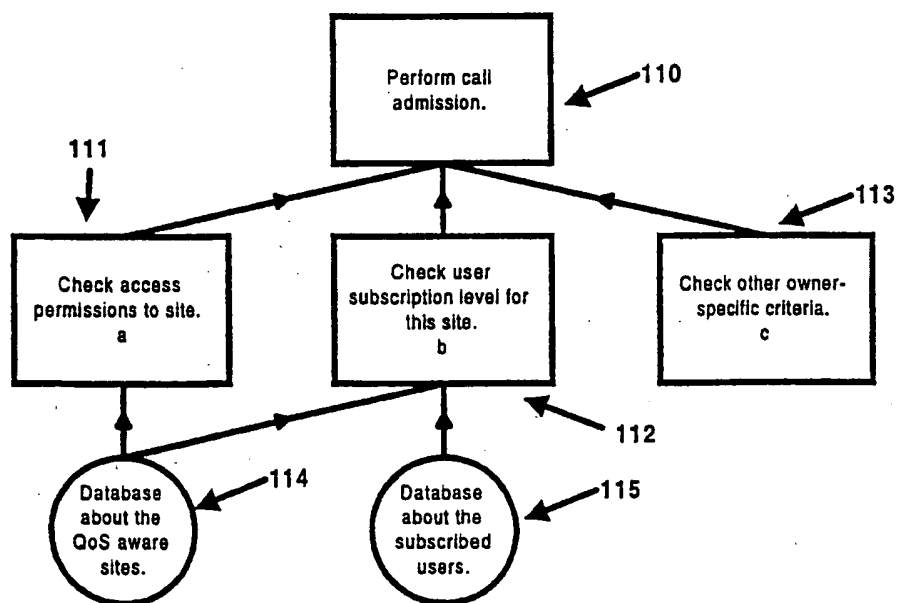 Perform call
admission.
110
111
113
Check access
permissions to site.
a
Check user
subscription level for
this site.
b
Check other owner-
specific criteria.
c
112
Database
about the
QoS aware
sites.
114
Database
about the
subscribed
users.
115